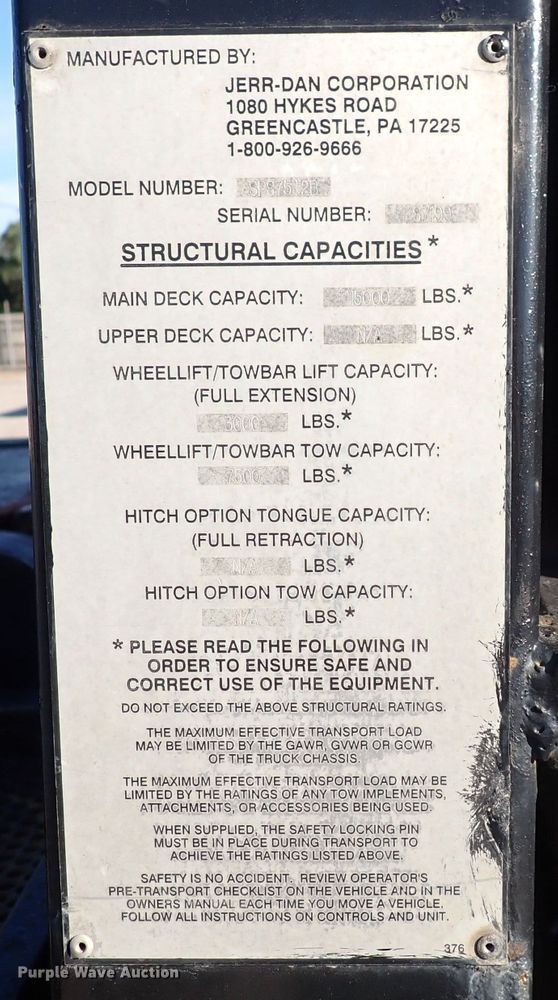 MANUFACTURED BY:
JERR-DAN CORPORATION
1080 HYKES ROAD
GREENCASTLE, PA 17225
1-800-926-9666
MODEL NUMBER:
SERIAL NUMBER:
STRUCTURAL CAPACITIES*
MAIN DECK CAPACITY: LBS.*
UPPER DECK CAPACITY: N/A LBS.*
WHEELLIFT/TOWBAR LIFT CAPACITY:
(FULL EXTENSION)
3000 LBS.*
WHEELLIFT/TOWBAR TOW CAPACITY:
7500 LBS.*
HITCH OPTION TONGUE CAPACITY:
(FULL RETRACTION)
N/A LBS.*
HITCH OPTION TOW CAPACITY:
N/A LBS.*
* PLEASE READ THE FOLLOWING IN
ORDER TO ENSURE SAFE AND
CORRECT USE OF THE EQUIPMENT.
DO NOT EXCEED THE ABOVE STRUCTURAL RATINGS.
THE MAXIMUM EFFECTIVE TRANSPORT LOAD
MAY BE LIMITED BY THE GAWR, GVWR OR GCWR
OF THE TRUCK CHASSIS.
THE MAXIMUM EFFECTIVE TRANSPORT LOAD MAY BE
LIMITED BY THE RATINGS OF ANY TOW IMPLEMENTS,
ATTACHMENTS, OR ACCESSORIES BEING USED.
WHEN SUPPLIED, THE SAFETY LOCKING PIN
MUST BE IN PLACE DURING TRANSPORT TO
ACHIEVE THE RATINGS LISTED ABOVE.
SAFETY IS NO ACCIDENT. REVIEW OPERATOR'S
PRE-TRANSPORT CHECKLIST ON THE VEHICLE AND IN THE
OWNERS MANUAL EACH TIME YOU MOVE A VEHICLE.
FOLLOW ALL INSTRUCTIONS ON CONTROLS AND UNIT.
376
Purple Wave Auction